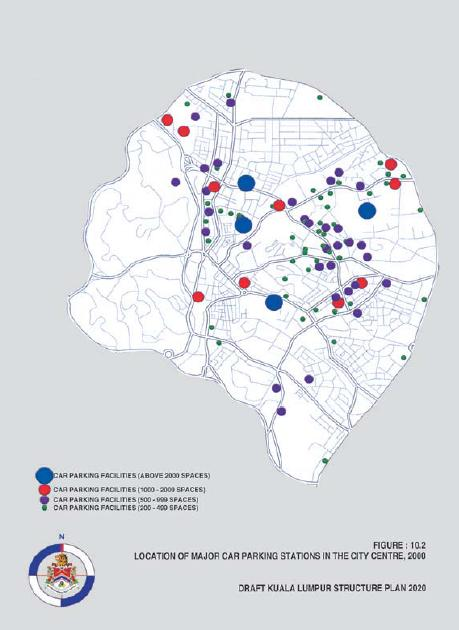 CAR PARKING FACILITIES (ABOVE 2000 SPACES)
CAR PARKING FACILITIES (1000 - 2000 SPACES)
CAR PARKING FACILITIES (500 - 999 SPACES)
CAR PARKING FACILITIES (200 - 499 SPACES)
N
FIGURE : 10.2
LOCATION OF MAJOR CAR PARKING STATIONS IN THE CITY CENTRE, 2000
DRAFT KUALA LUMPUR STRUCTURE PLAN 2020